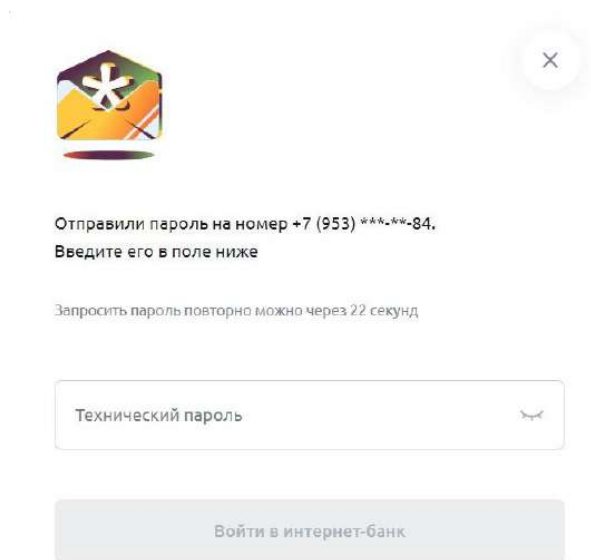 Отправили пароль на номер +7 (953) ***-**-84.
Введите его в поле ниже
Запросить пароль повторно можно через 22 секунд
Технический пароль
Войти в интернет-банк